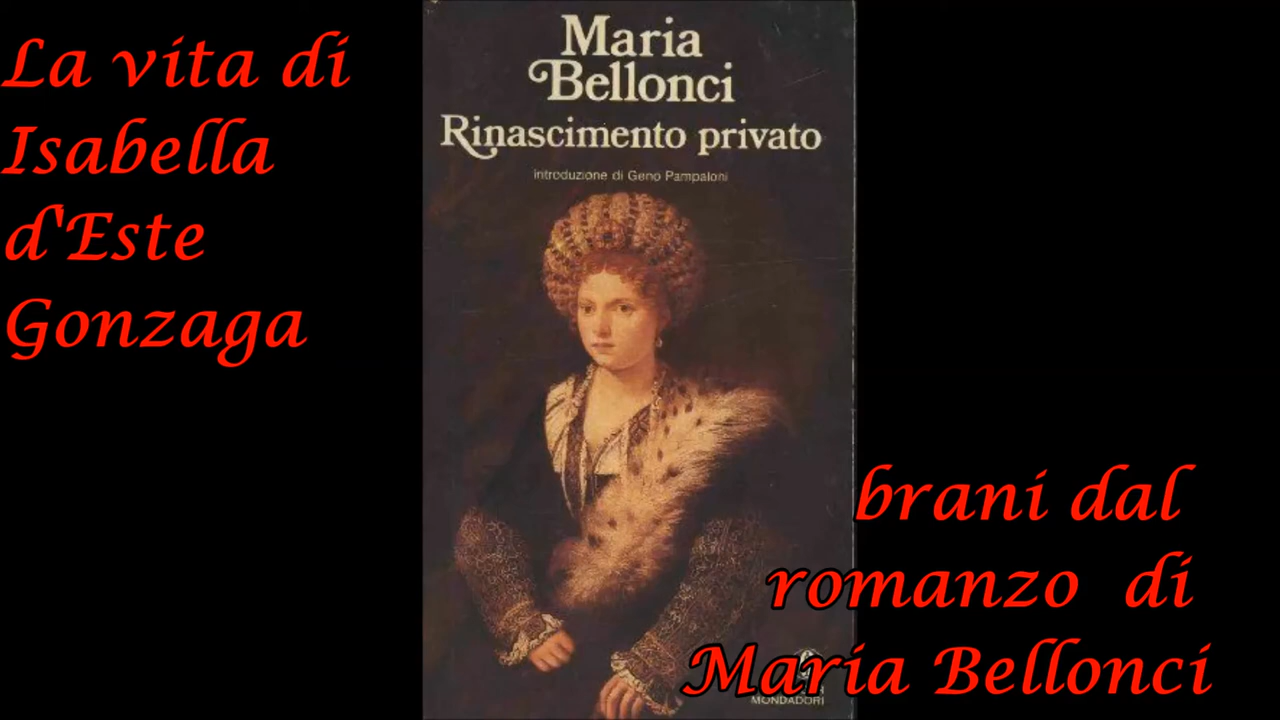 La vita di
Isabella
d'Este
Gonzaga
Maria
Bellonci
Rinascimento privato
introduzione di Geno Pampaloni
brani dal
romanzo di
Maria Bellonci
MONDADORI